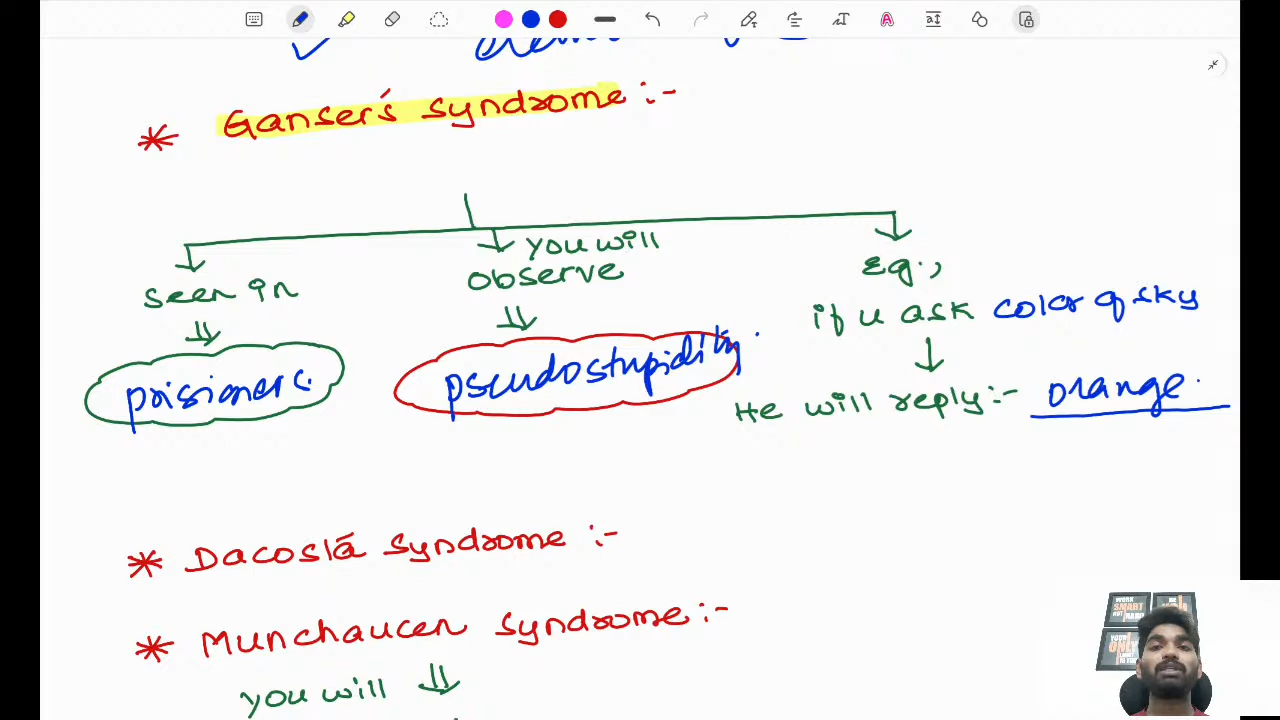 * Ganser's syndrome :-
seen in
prisioners.
you will
observe
pseudostupidity.
Eg.,
if u ask color of sky
He will reply:- orange.
* Dacosta syndrome :-
* Munchaucen syndrome :-
you will